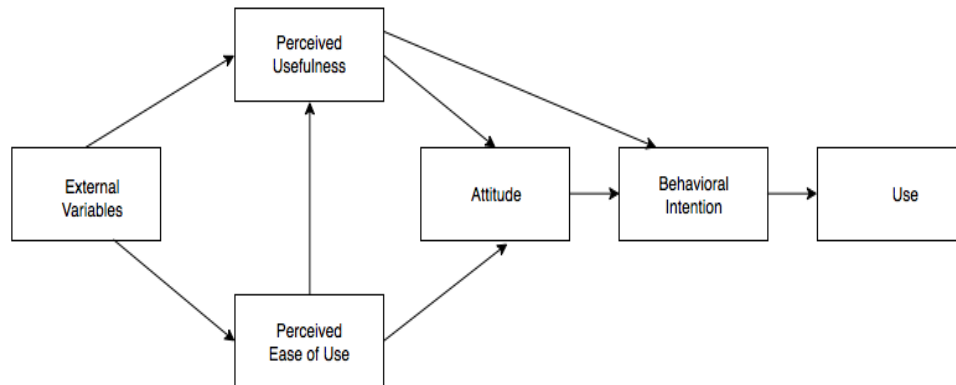 Perceived
Usefulness
External
Variables
Attitude
Behavioral
Intention
Use
Perceived
Ease of Use